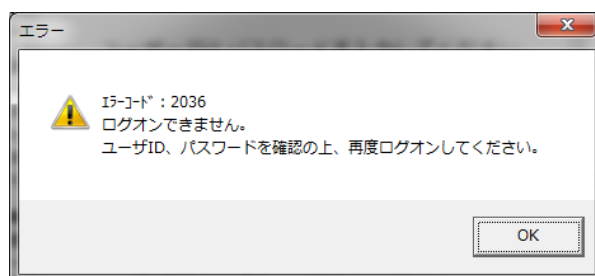 エラー
ｴﾗｰｺｰﾄﾞ : 2036
ログオンできません。
ユーザID、パスワードを確認の上、再度ログオンしてください。
OK